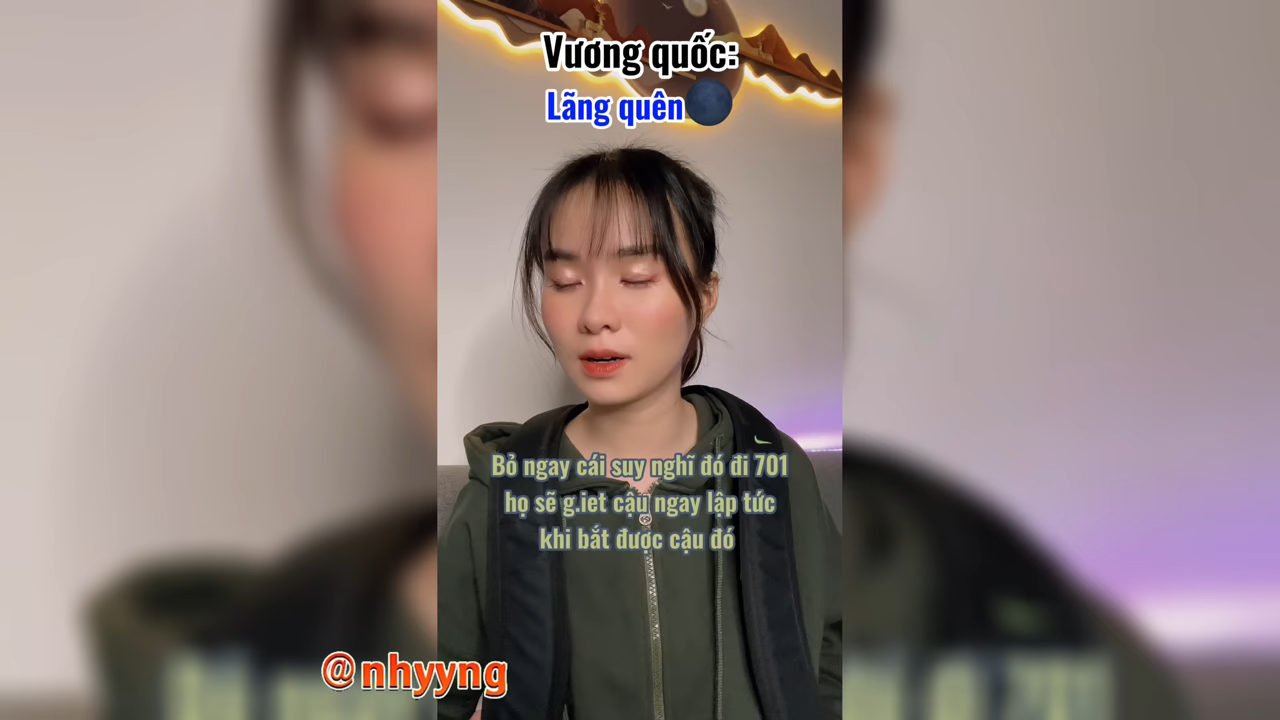 Vương quốc:
Lãng quên
Bỏ ngay cái suy nghĩ đó đi 701
họ sẽ g.iet cậu ngay lập tức
khi bắt được cậu đó
@nhyyng